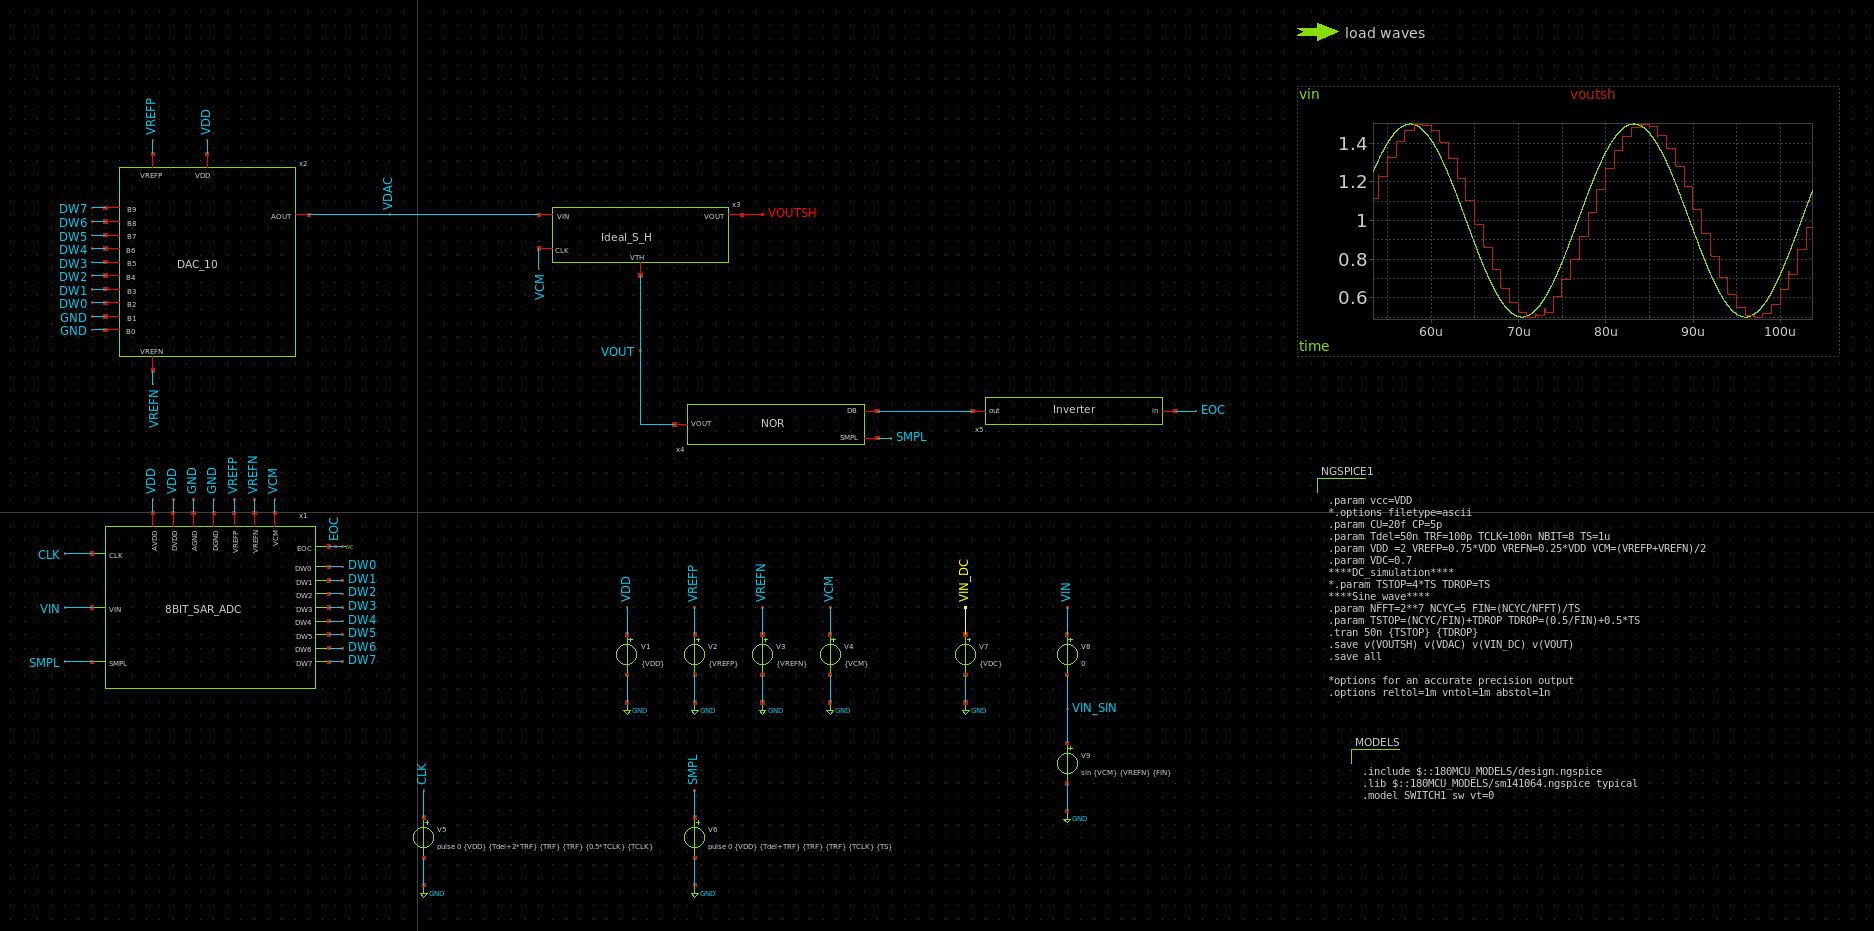 load waves
vin
voutsh
1.4
1.2
1
0.8
0.6
60u 70u 80u 90u 100u
time
VREFP VDD
x2
VREFP VDD
DW7 B9
DW6 B8
DW5 B7
DW4 B6
DW3 B5
DW2 B4
DW1 B3
DW0 B2
GND B1
GND B0
DAC_10
AOUT
VREFN
VREFN
VDAC
x3
VIN
VOUT
VOUTSH
Ideal_S_H
CLK
VTH
VCM
VOUT
VOUT
NOR
DB
SMPL
SMPL
x4
out
Inverter
in
EOC
x5
VDD VDD GND GND VREFP VREFN VCM
x1
AVDD DVDD AGND DGND VREFP VREFN VCM
CLK CLK
VIN VIN
SMPL SMPL
8BIT_SAR_ADC
EOC EOC NC
DW0 DW0
DW1 DW1
DW2 DW2
DW3 DW3
DW4 DW4
DW5 DW5
DW6 DW6
DW7 DW7
VDD
V1
{VDD}
GND
VREFP
V2
{VREFP}
GND
VREFN
V3
{VREFN}
GND
VCM
V4
{VCM}
GND
VIN_DC
V7
{VDC}
GND
VIN
V8
0
VIN_SIN
V9
sin {VCM} {VREFN} {FIN}
GND
CLK
V5
pulse 0 {VDD} {Tdel+2*TRF} {TRF} {TRF} {0.5*TCLK} {TCLK}
GND
SMPL
V6
pulse 0 {VDD} {Tdel+TRF} {TRF} {TRF} {TCLK} {TS}
GND
NGSPICE1
.param vcc=VDD
*.options filetype=ascii
.param CU=20f CP=5p
.param Tdel=50n TRF=100p TCLK=100n NBIT=8 TS=1u
.param VDD =2 VREFP=0.75*VDD VREFN=0.25*VDD VCM=(VREFP+VREFN)/2
.param VDC=0.7
****DC_simulation****
*.param TSTOP=4*TS TDROP=TS
****Sine wave****
.param NFFT=2**7 NCYC=5 FIN=(NCYC/NFFT)/TS
.param TSTOP=(NCYC/FIN)+TDROP TDROP=(0.5/FIN)+0.5*TS
.tran 50n {TSTOP} {TDROP}
.save v(VOUTSH) v(VDAC) v(VIN_DC) v(VOUT)
.save all
*options for an accurate precision output
.options reltol=1m vntol=1m abstol=1n
MODELS
.include $::180MCU_MODELS/design.ngspice
.lib $::180MCU_MODELS/sm141064.ngspice typical
.model SWITCH1 sw vt=0